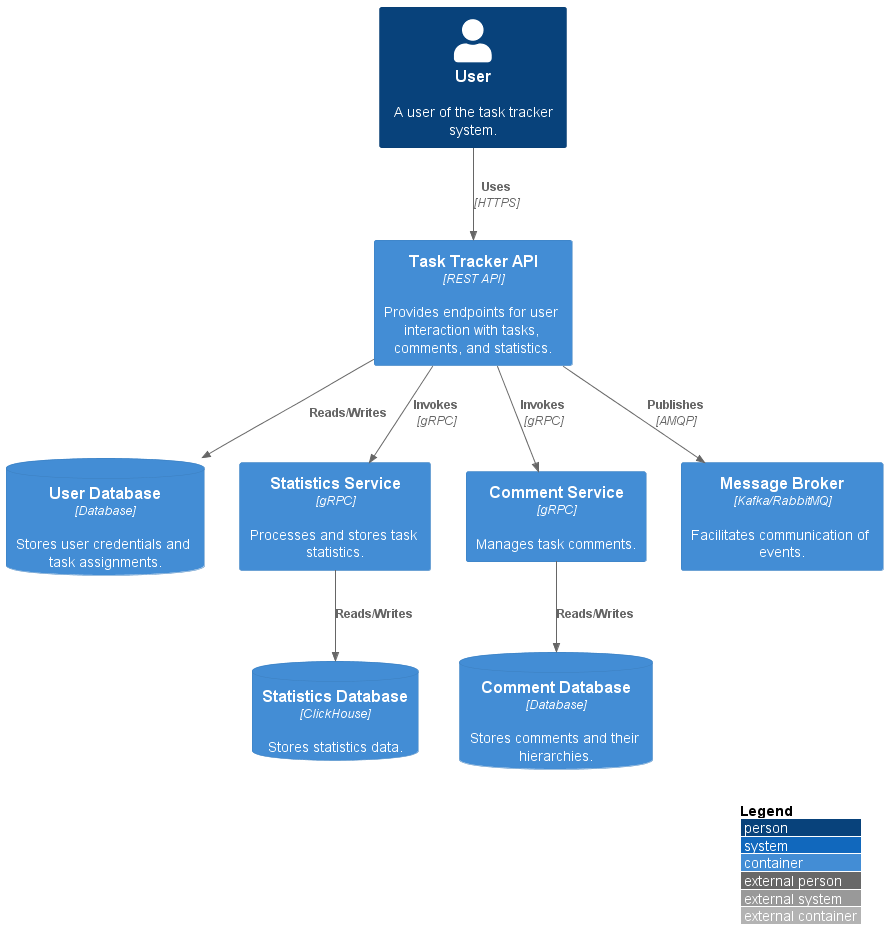 User
A user of the task tracker
system.
Uses
[HTTPS]
Task Tracker API
[REST API]
Provides endpoints for user
interaction with tasks,
comments, and statistics.
Reads/Writes
Invokes
[gRPC]
Invokes
[gRPC]
Publishes
[AMQP]
User Database
[Database]
Stores user credentials and
task assignments.
Statistics Service
[gRPC]
Processes and stores task
statistics.
Comment Service
[gRPC]
Manages task comments.
Message Broker
[Kafka/RabbitMQ]
Facilitates communication of
events.
Reads/Writes
Reads/Writes
Statistics Database
[ClickHouse]
Stores statistics data.
Comment Database
[Database]
Stores comments and their
hierarchies.
Legend
person
system
container
external person
external system
external container